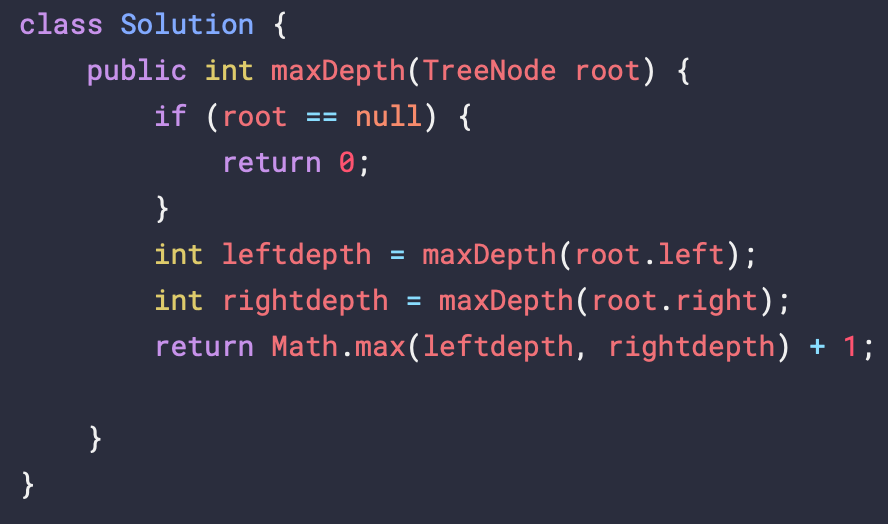 class Solution {
    public int maxDepth(TreeNode root) {
        if (root == null) {
            return 0;
        }
        int leftdepth = maxDepth(root.left);
        int rightdepth = maxDepth(root.right);
        return Math.max(leftdepth, rightdepth) + 1;

    }
}